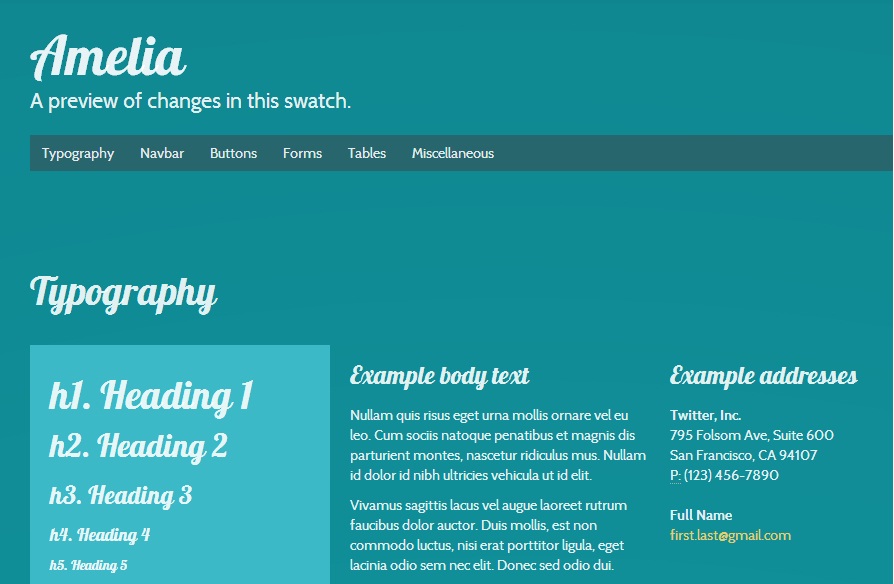 Amelia
A preview of changes in this swatch.
Typography Navbar Buttons Forms Tables Miscellaneous
Typography
h1. Heading 1
h2. Heading 2
h3. Heading 3
h4. Heading 4
h5. Heading 5
Example body text
Nullam quis risus eget urna mollis ornare vel eu
leo. Cum sociis natoque penatibus et magnis dis
parturient montes, nascetur ridiculus mus. Nullam
id dolor id nibh ultricies vehicula ut id elit.
Vivamus sagittis lacus vel augue laoreet rutrum
faucibus dolor auctor. Duis mollis, est non
commodo luctus, nisi erat porttitor ligula, eget
lacinia odio sem nec elit. Donec sed odio dui.
Example addresses
Twitter, Inc.
795 Folsom Ave, Suite 600
San Francisco, CA 94107
P: (123) 456-7890
Full Name
first.last@gmail.com